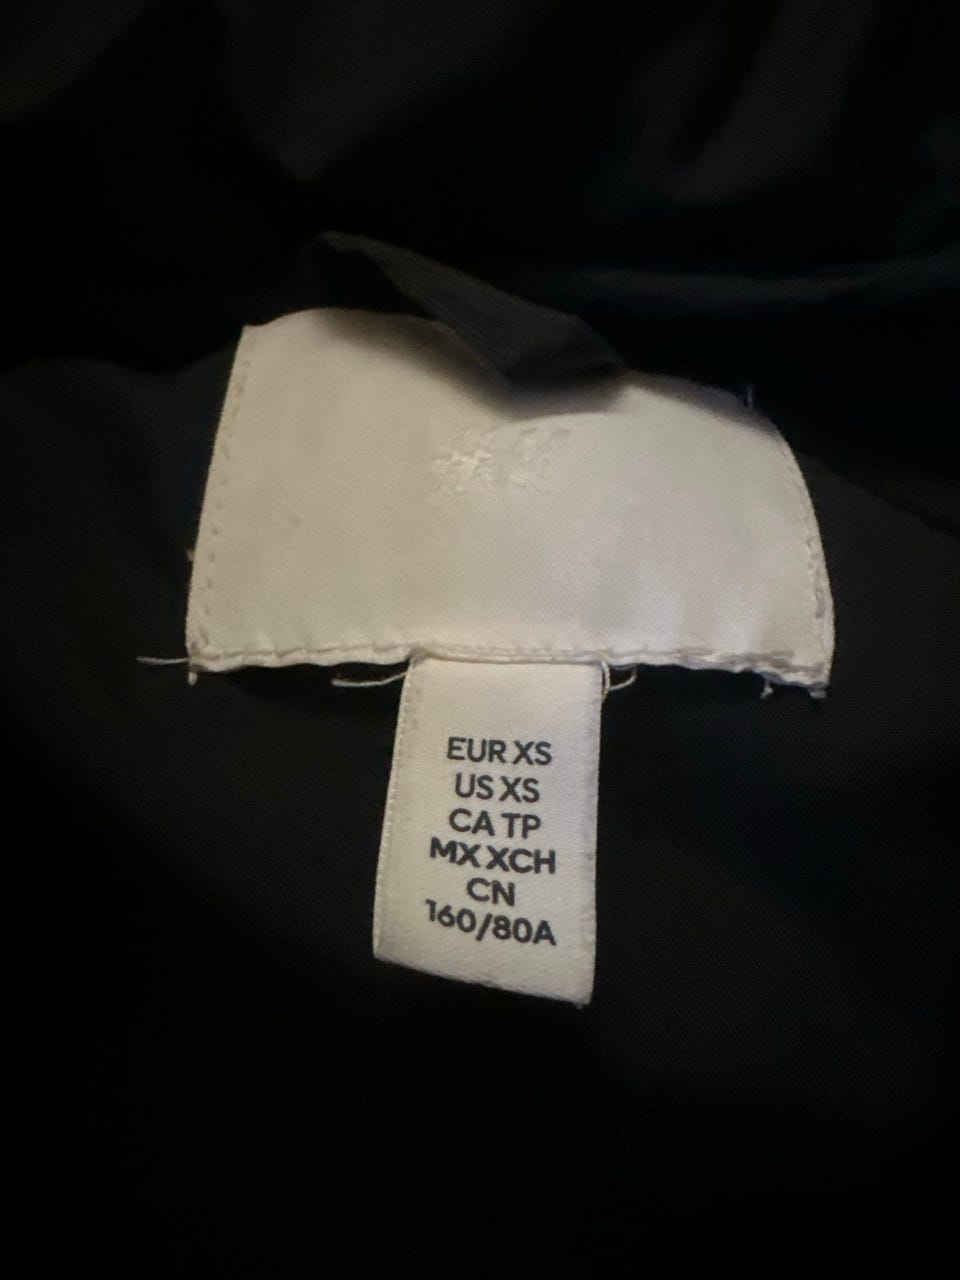 H&M
EUR XS
US XS
CA TP
MX XCH
CN
160/80A